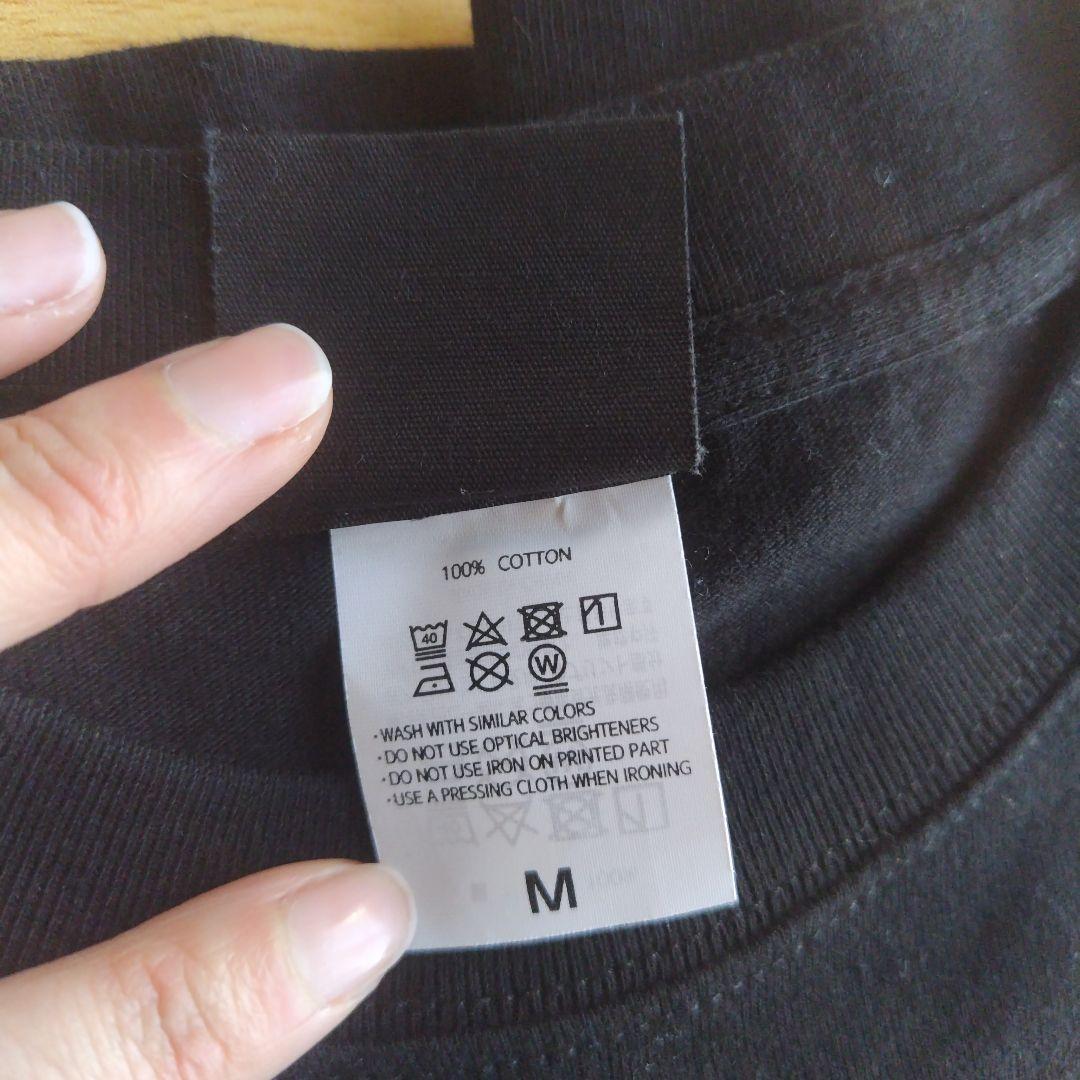 100% COTTON
40
W
·WASH WITH SIMILAR COLORS
·DO NOT USE OPTICAL BRIGHTENERS
·DO NOT USE IRON ON PRINTED PART
·USE A PRESSING CLOTH WHEN IRONING
M